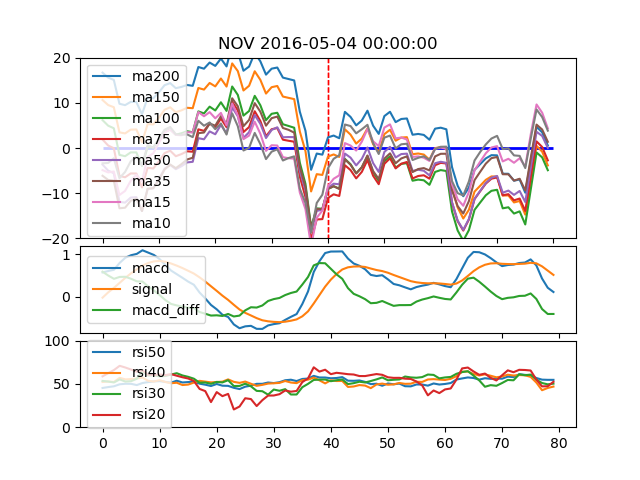 NOV 2016-05-04 00:00:00
20
10
0
−10
−20
ma200
ma150
ma100
ma75
ma50
ma35
ma15
ma10
1
0
macd
signal
macd_diff
100
50
0
rsi50
rsi40
rsi30
rsi20
0 10 20 30 40 50 60 70 80